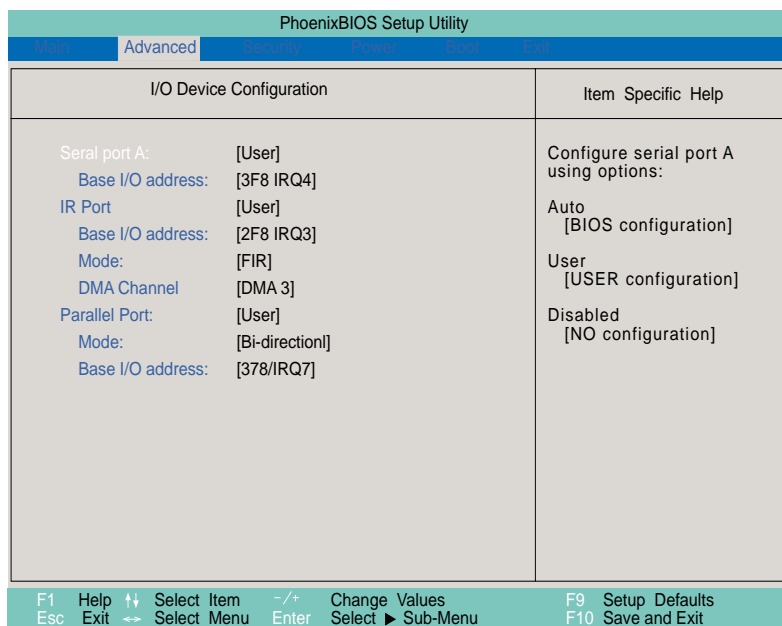 PhoenixBIOS Setup Utility
Main Advanced Security Power Boot Exit
I/O Device Configuration
Item Specific Help
Seral port A: [User]
Base I/O address: [3F8 IRQ4]
IR Port [User]
Base I/O address: [2F8 IRQ3]
Mode: [FIR]
DMA Channel [DMA 3]
Parallel Port: [User]
Mode: [Bi-directionl]
Base I/O address: [378/IRQ7]
Configure serial port A
using options:
Auto
[BIOS configuration]
User
[USER configuration]
Disabled
[NO configuration]
F1 Help ↑↓ Select Item -/+ Change Values F9 Setup Defaults
Esc Exit ↔ Select Menu Enter Select ▶ Sub-Menu F10 Save and Exit